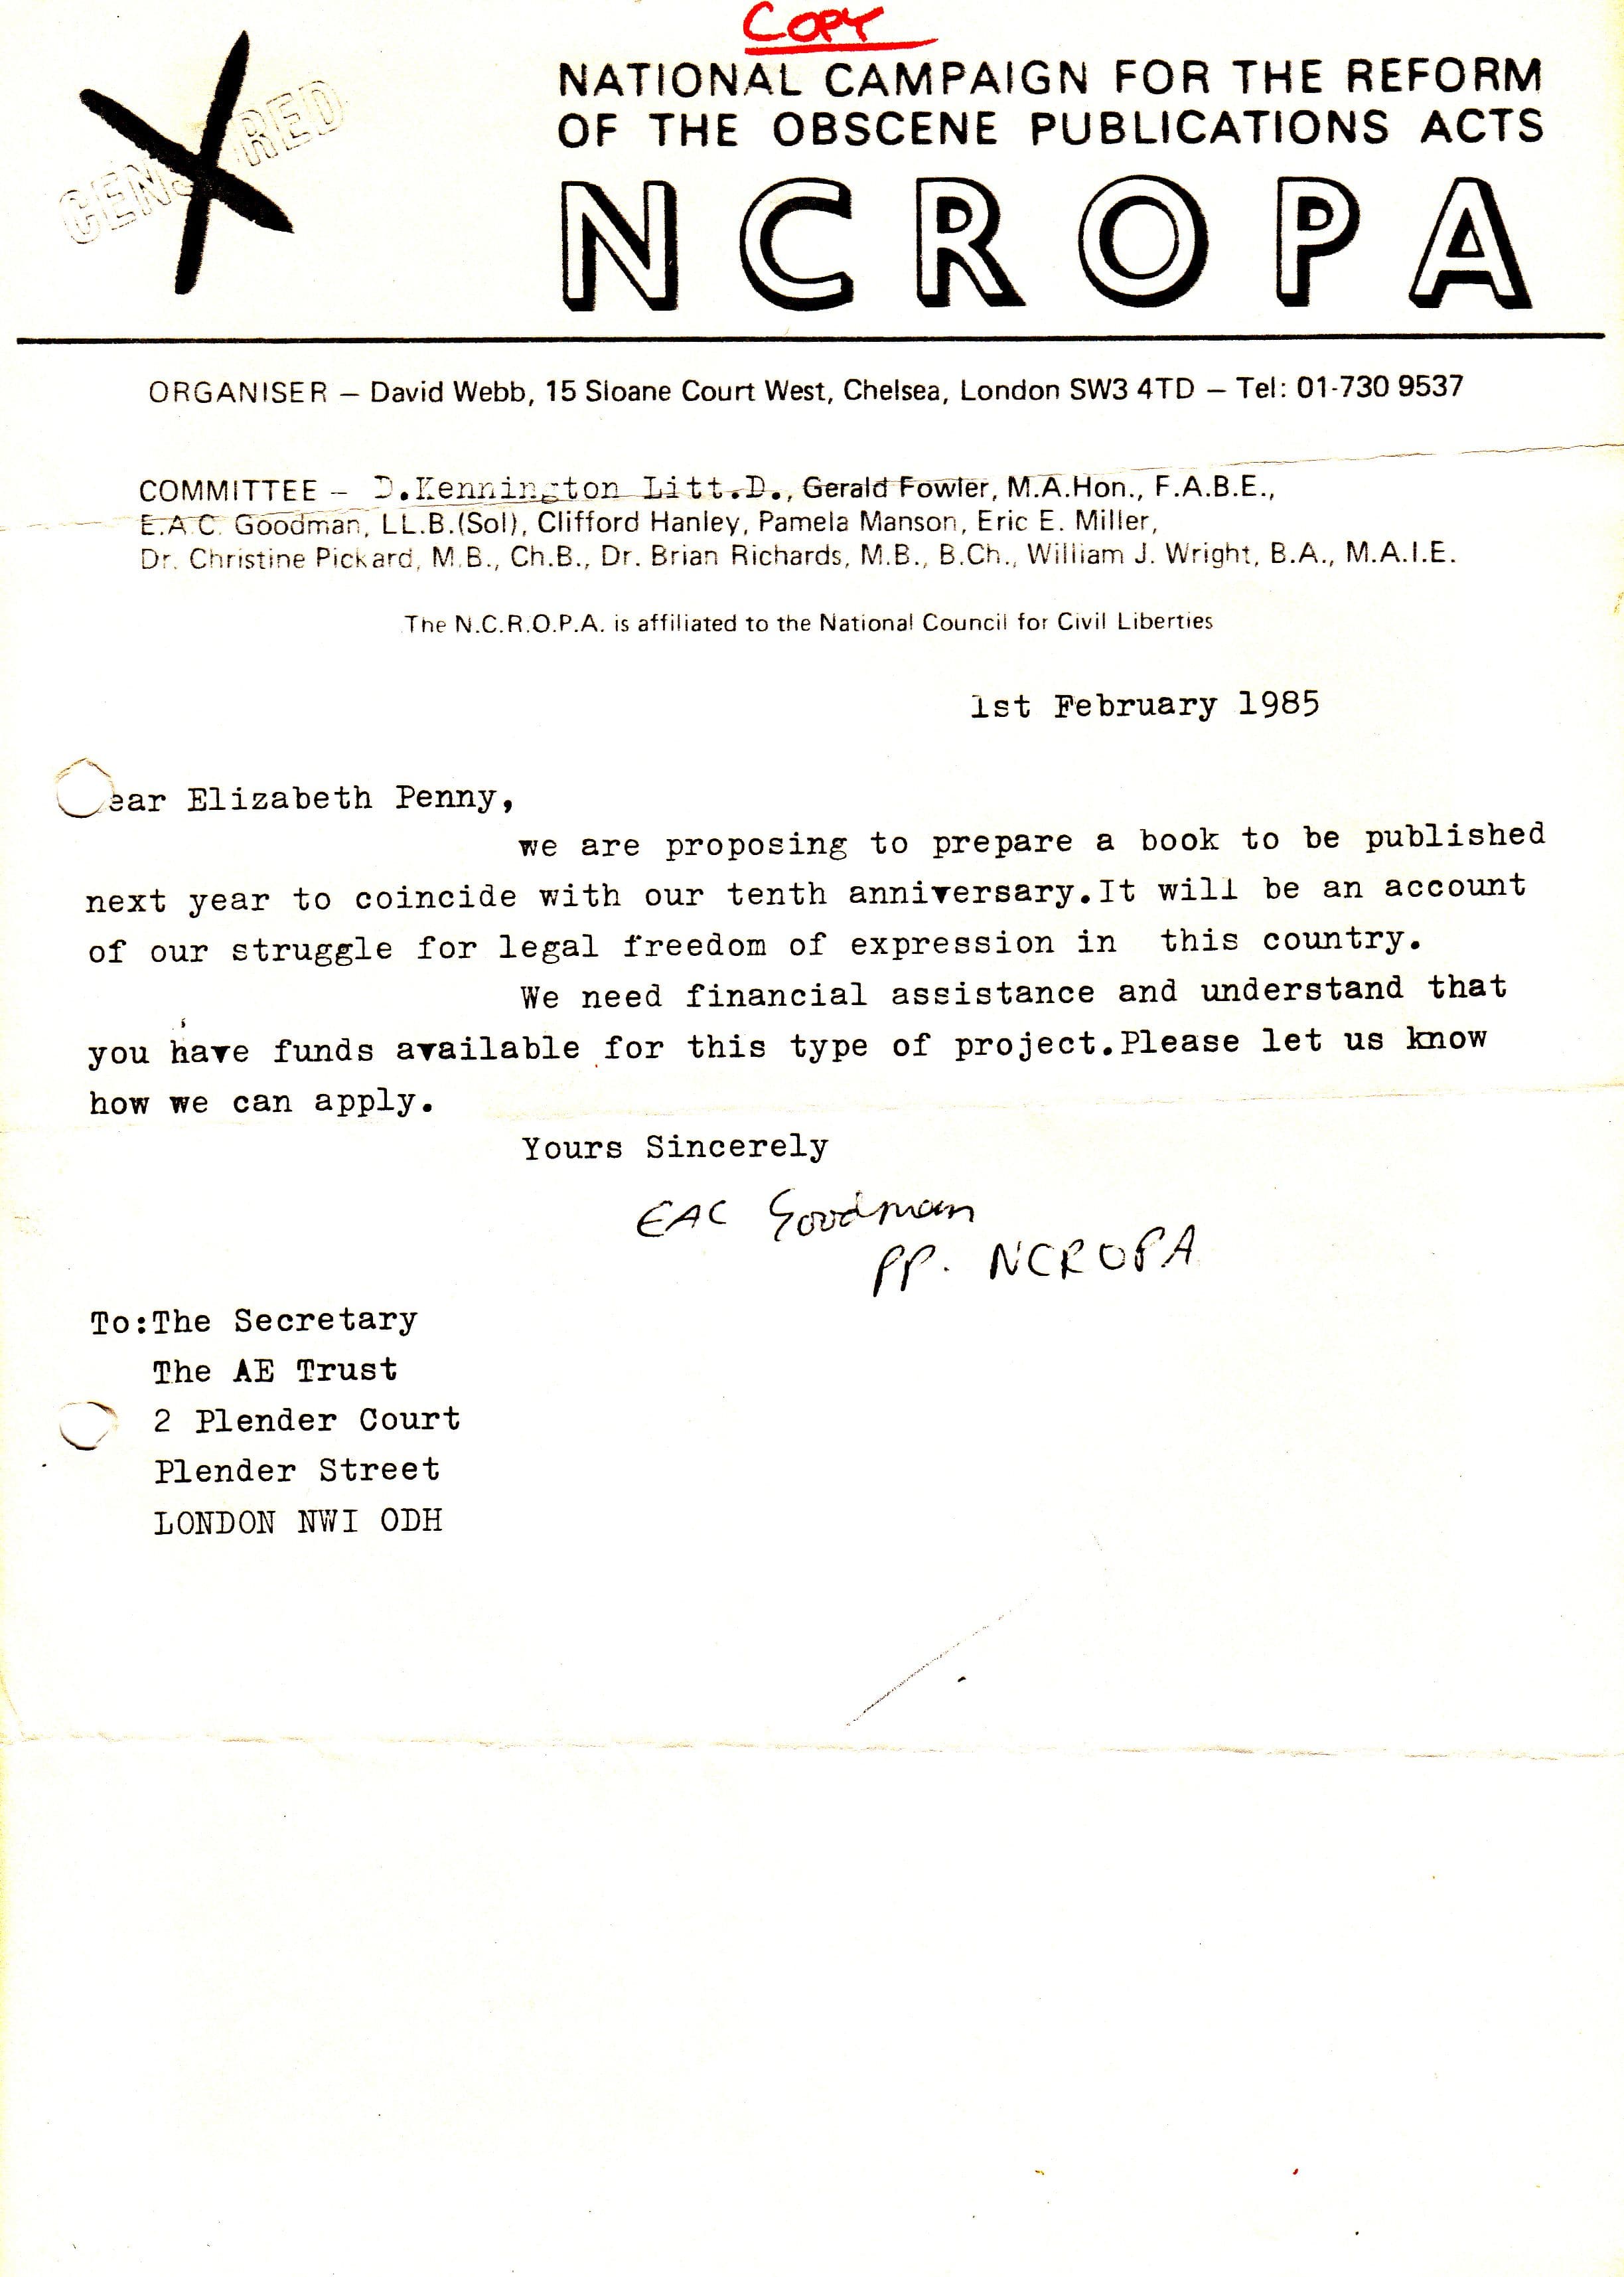 COPY
NATIONAL CAMPAIGN FOR THE REFORM
OF THE OBSCENE PUBLICATIONS ACTS
NCROPA
ORGANISER – David Webb, 15 Sloane Court West, Chelsea, London SW3 4TD – Tel: 01-730 9537
COMMITTEE – D.Kennington Litt.D., Gerald Fowler, M.A.Hon., F.A.B.E.,
E.A.C. Goodman, LL.B.(Sol), Clifford Hanley, Pamela Manson, Eric E. Miller,
Dr. Christine Pickard, M.B., Ch.B., Dr. Brian Richards, M.B., B.Ch., William J. Wright, B.A., M.A.I.E.
The N.C.R.O.P.A. is affiliated to the National Council for Civil Liberties
1st February 1985
ear Elizabeth Penny,
we are proposing to prepare a book to be published
next year to coincide with our tenth anniversary.It will be an account
of our struggle for legal freedom of expression in this country.
We need financial assistance and understand that
you have funds available for this type of project.Please let us know
how we can apply.
Yours Sincerely
EAC Goodman
PP. NCROPA
To:The Secretary
The AE Trust
2 Plender Court
Plender Street
LONDON NWI ODH